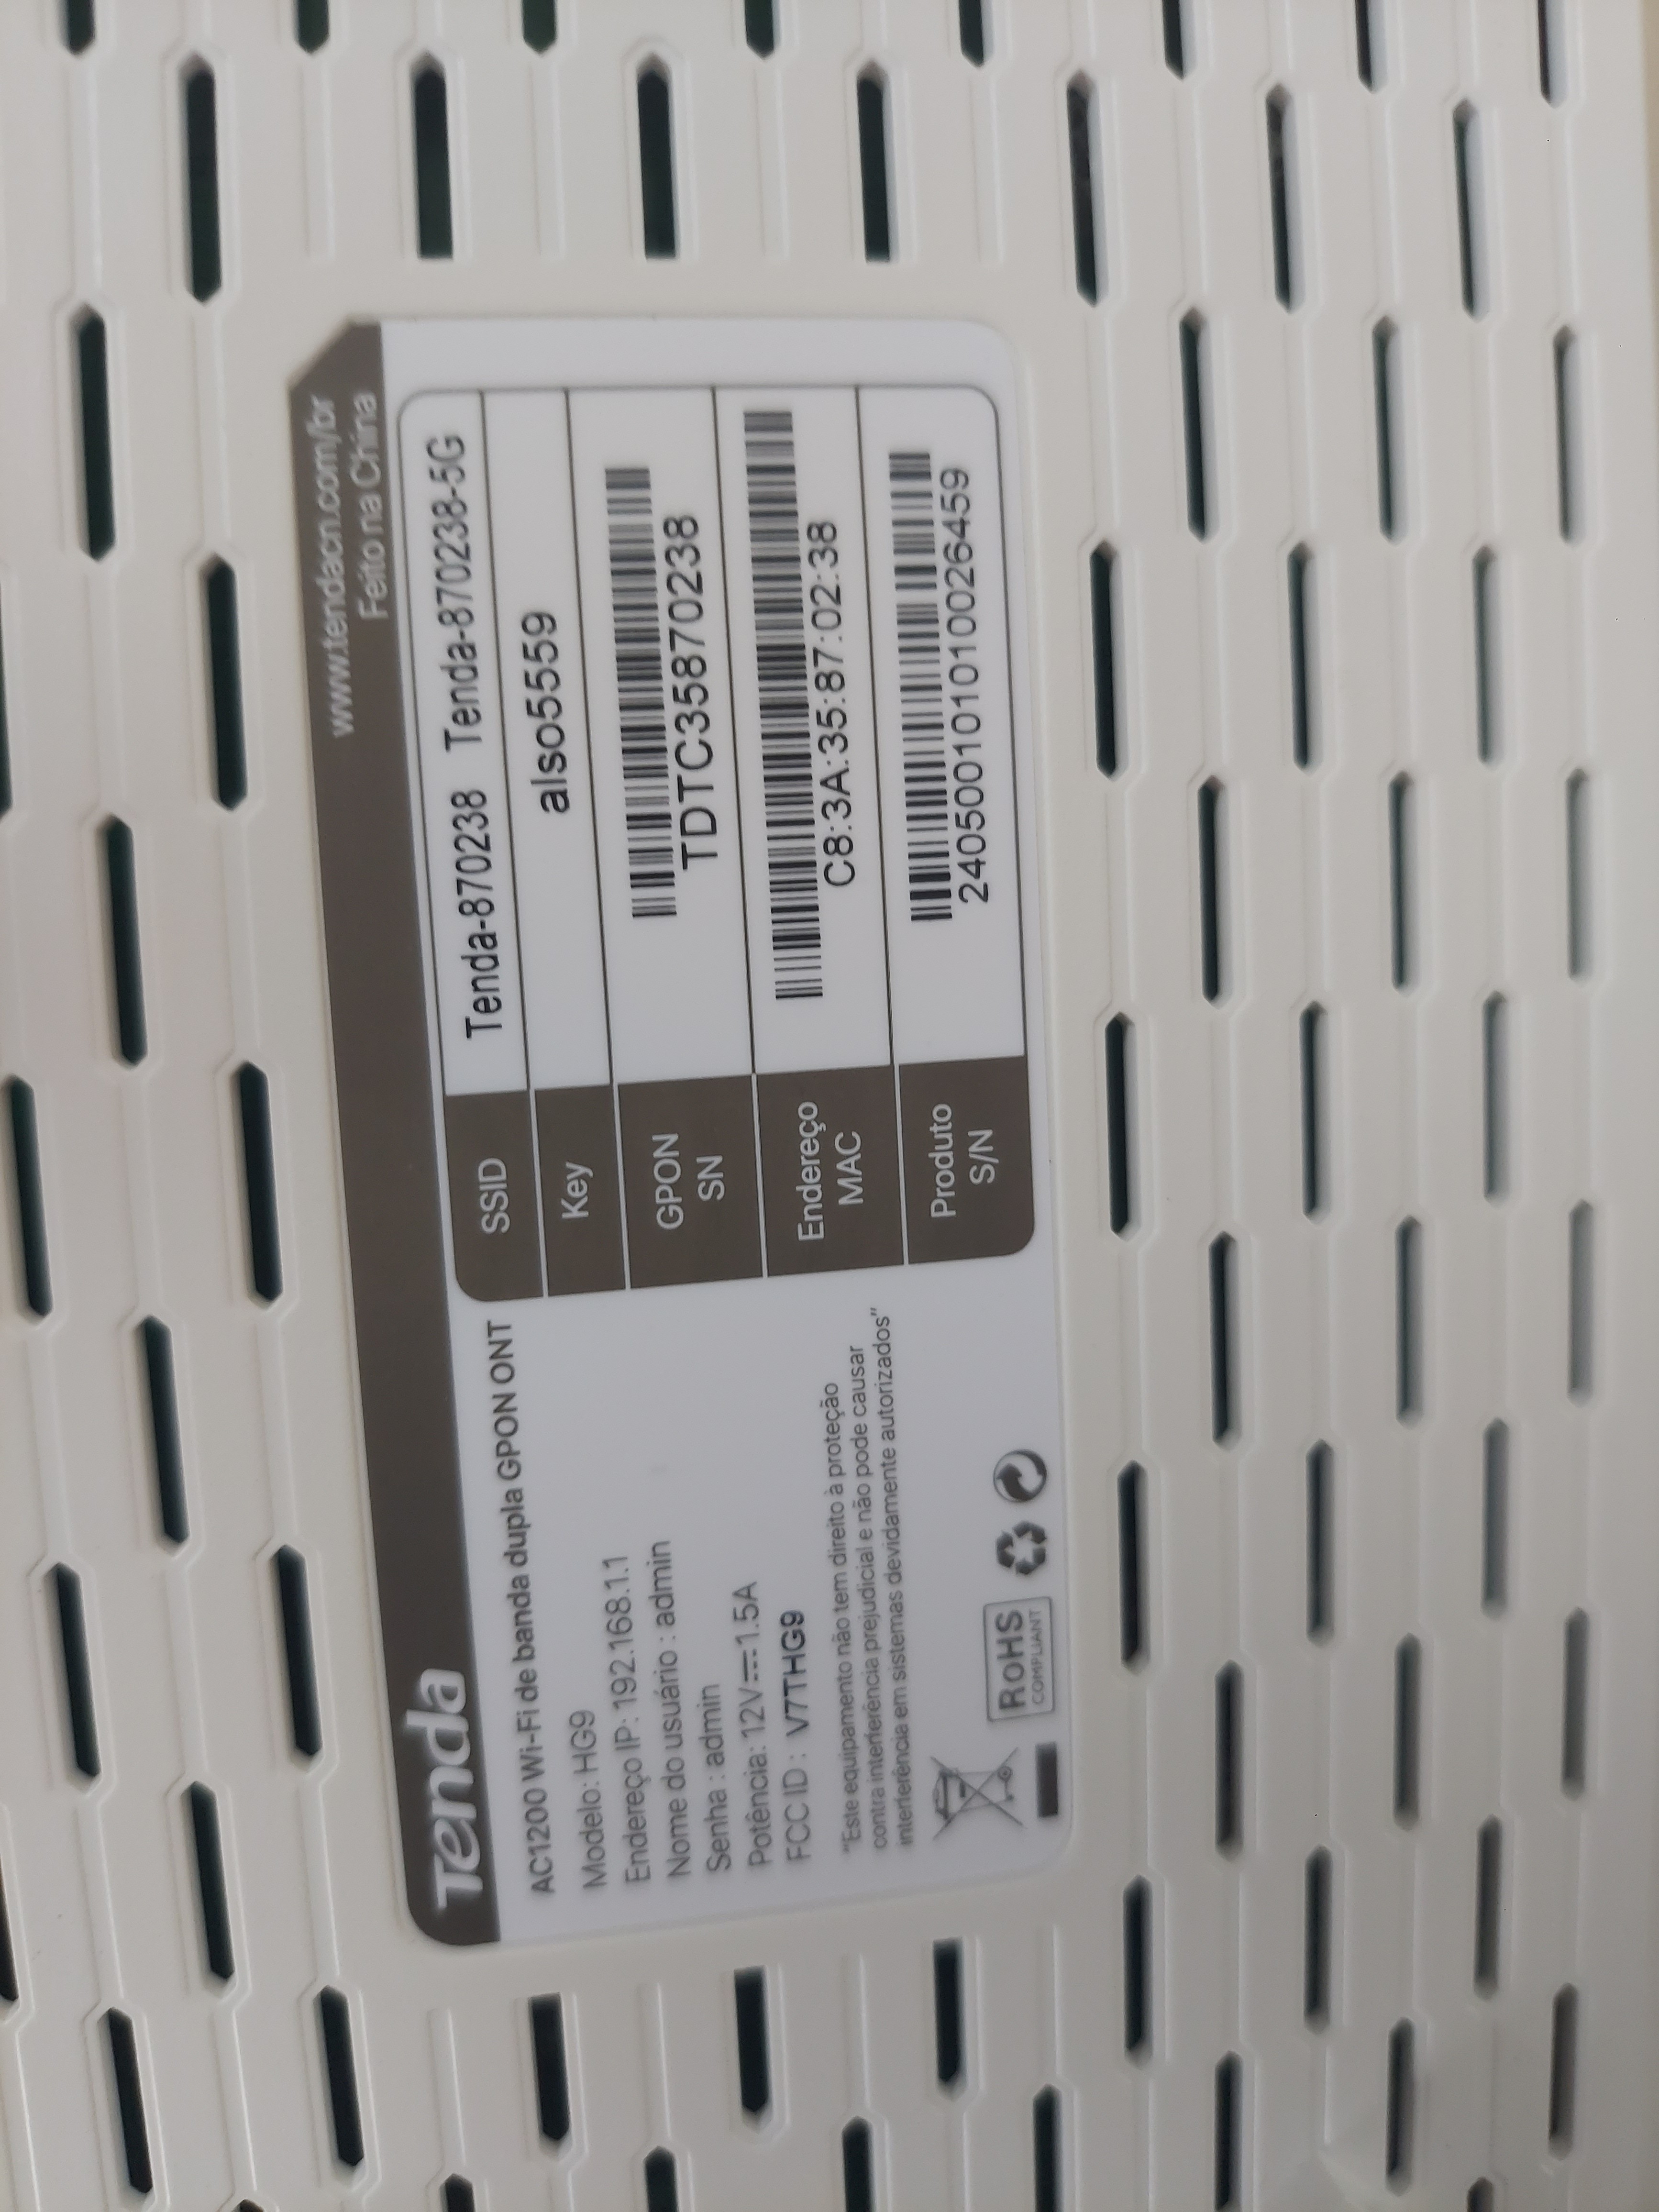 Tenda
www.tendacn.com/br
Feito na China
AC1200 Wi-Fi de banda dupla GPON ONT
Modelo: HG9
Endereço IP: 192.168.1.1
Nome do usuário : admin
Senha : admin
Potência: 12V⎓1.5A
FCC ID : V7THG9
"Este equipamento não tem direito à proteção
contra interferência prejudicial e não pode causar
interferência em sistemas devidamente autorizados"
RoHS
COMPLIANT
SSID
Tenda-870238 Tenda-870238-5G
Key
also5559
GPON
SN
TDTC35870238
Endereço
MAC
C8:3A:35:87:02:38
Produto
S/N
240500101010026459